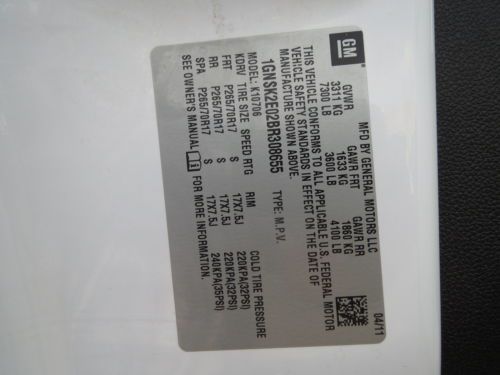 GM
MFD BY GENERAL MOTORS LLC 04/11
GVWR GAWR FRT GAWR RR
3311 KG 1633 KG 1860 KG
7300 LB 3600 LB 4100 LB
THIS VEHICLE CONFORMS TO ALL APPLICABLE U.S. FEDERAL MOTOR
VEHICLE SAFETY STANDARDS IN EFFECT ON THE DATE OF
MANUFACTURE SHOWN ABOVE.
1GNSK2E02BR308655 TYPE: M.P.V.
MODEL: K10706
KDRV TIRE SIZE SPEED RTG RIM COLD TIRE PRESSURE
FRT P265/70R17 S 17X7.5J 220KPA(32PSI)
RR P265/70R17 S 17X7.5J 220KPA(32PSI)
SPA P265/70R17 S 17X7.5J 240KPA(35PSI)
SEE OWNER'S MANUAL FOR MORE INFORMATION.